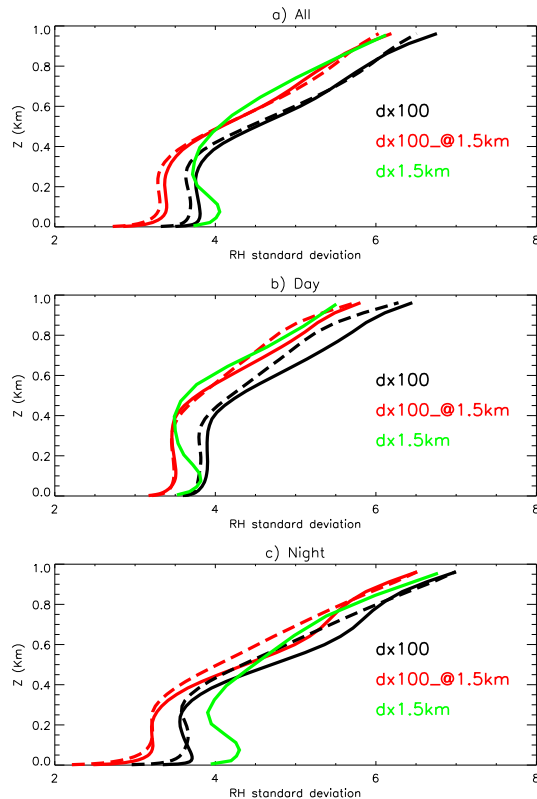 a) All
1.0
0.8
0.6
0.4
0.2
0.0
Z (Km)
dx100
dx100_@1.5km
dx1.5km
2 4 6 8
RH standard deviation
b) Day
1.0
0.8
0.6
0.4
0.2
0.0
Z (Km)
dx100
dx100_@1.5km
dx1.5km
2 4 6 8
RH standard deviation
c) Night
1.0
0.8
0.6
0.4
0.2
0.0
Z (Km)
dx100
dx100_@1.5km
dx1.5km
2 4 6 8
RH standard deviation